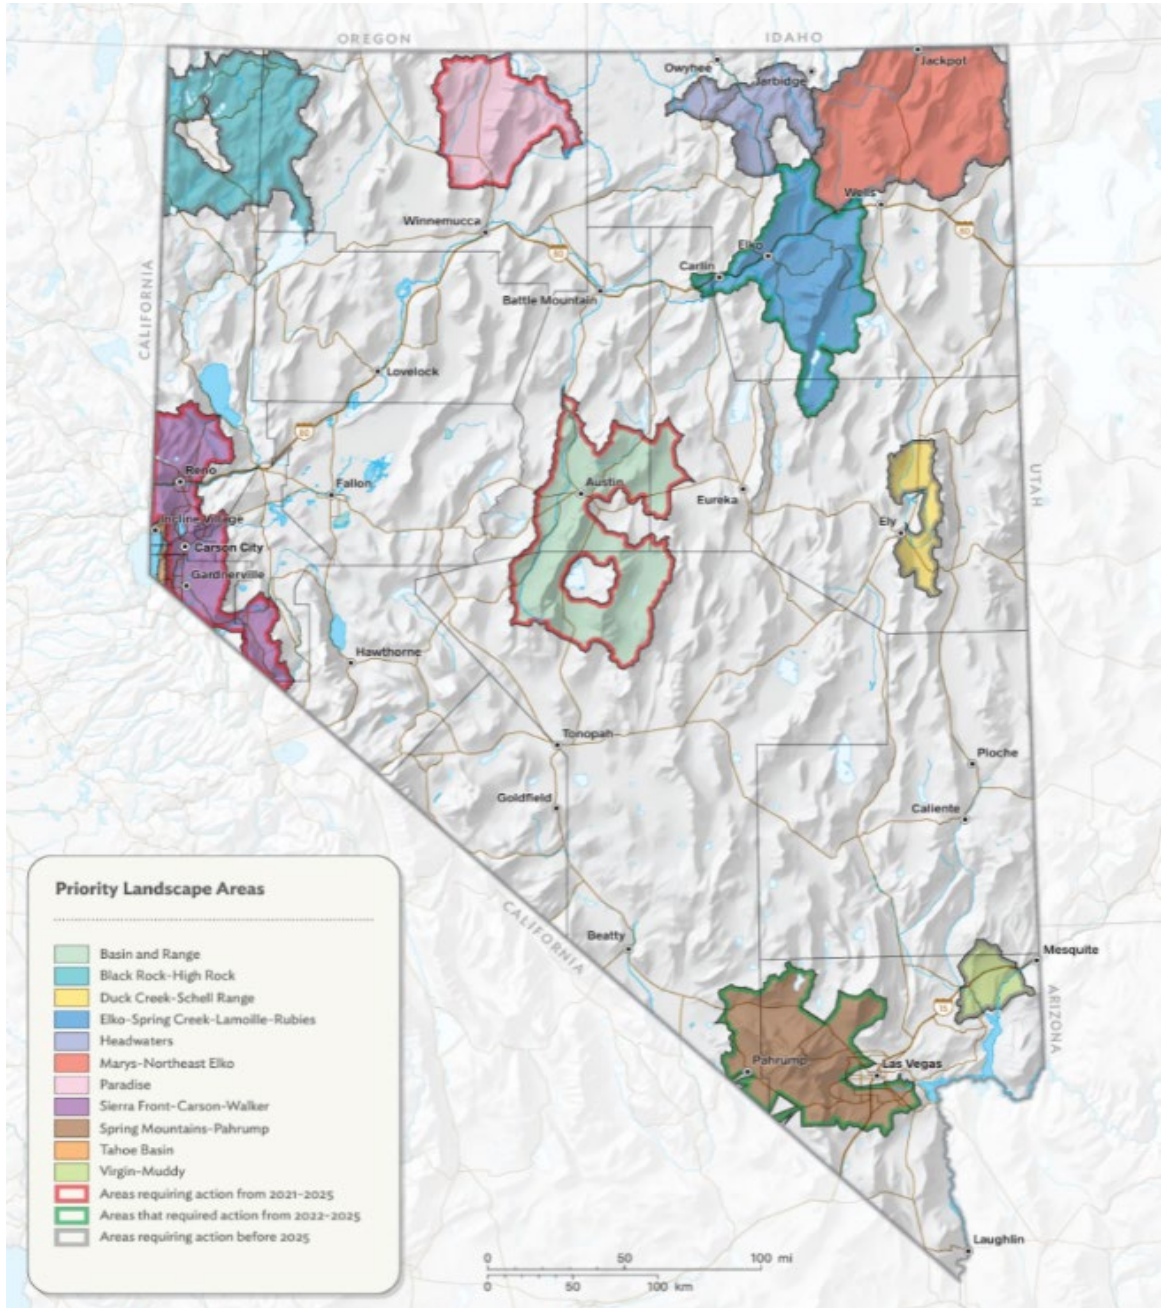 OREGON
IDAHO
Owyhee
Jarbidge
Jackpot
Wells
Winnemucca
80
80
Elko
Carlin
Battle Mountain
CALIFORNIA
Lovelock
80
Reno
Fallon
Austin
Eureka
UTAH
Incline Village
Ely
Carson City
Gardnerville
Hawthorne
Tonopah
Pioche
Goldfield
Caliente
CALIFORNIA
Beatty
Mesquite
15
ARIZONA
Pahrump
Las Vegas
Laughlin
Priority Landscape Areas
Basin and Range
Black Rock-High Rock
Duck Creek-Schell Range
Elko-Spring Creek-Lamoille-Rubies
Headwaters
Marys-Northeast Elko
Paradise
Sierra Front-Carson-Walker
Spring Mountains-Pahrump
Tahoe Basin
Virgin-Muddy
Areas requiring action from 2021-2025
Areas that required action from 2022-2025
Areas requiring action before 2025
0 50 100 mi
0 50 100 km